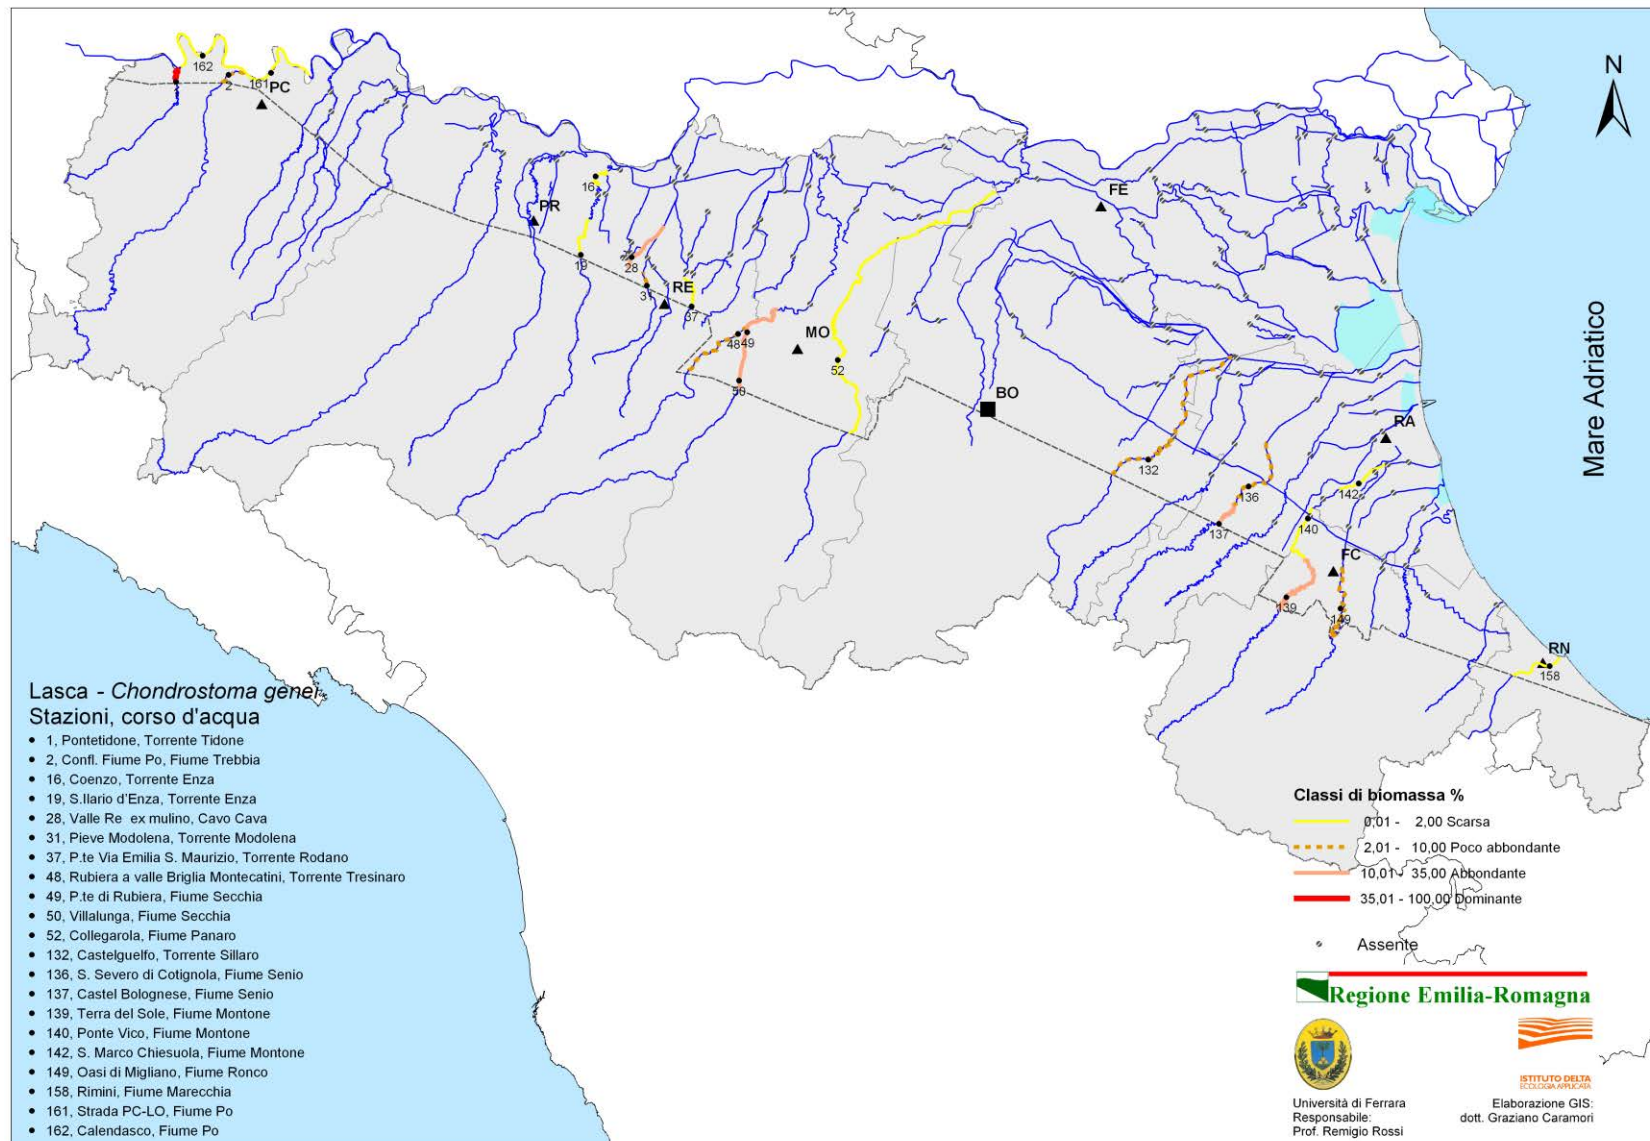 N
162
2
161
PC
16
PR
19
28
31
RE
37
48
49
MO
50
52
FE
BO
132
136
137
RA
142
140
FC
139
149
RN
158
Mare Adriatico
Lasca - Chondrostoma genei
Stazioni, corso d'acqua
• 1, Pontetidone, Torrente Tidone
• 2, Confl. Fiume Po, Fiume Trebbia
• 16, Coenzo, Torrente Enza
• 19, S.Ilario d'Enza, Torrente Enza
• 28, Valle Re ex mulino, Cavo Cava
• 31, Pieve Modolena, Torrente Modolena
• 37, P.te Via Emilia S. Maurizio, Torrente Rodano
• 48, Rubiera a valle Briglia Montecatini, Torrente Tresinaro
• 49, P.te di Rubiera, Fiume Secchia
• 50, Villalunga, Fiume Secchia
• 52, Collegarola, Fiume Panaro
• 132, Castelguelfo, Torrente Sillaro
• 136, S. Severo di Cotignola, Fiume Senio
• 137, Castel Bolognese, Fiume Senio
• 139, Terra del Sole, Fiume Montone
• 140, Ponte Vico, Fiume Montone
• 142, S. Marco Chiesuola, Fiume Montone
• 149, Oasi di Migliano, Fiume Ronco
• 158, Rimini, Fiume Marecchia
• 161, Strada PC-LO, Fiume Po
• 162, Calendasco, Fiume Po
Classi di biomassa %
0,01 - 2,00 Scarsa
2,01 - 10,00 Poco abbondante
10,01 - 35,00 Abbondante
35,01 - 100,00 Dominante
Assente
Regione Emilia-Romagna
ISTITUTO DELTA
ECOLOGIA APPLICATA
Università di Ferrara
Responsabile:
Prof. Remigio Rossi
Elaborazione GIS:
dott. Graziano Caramori